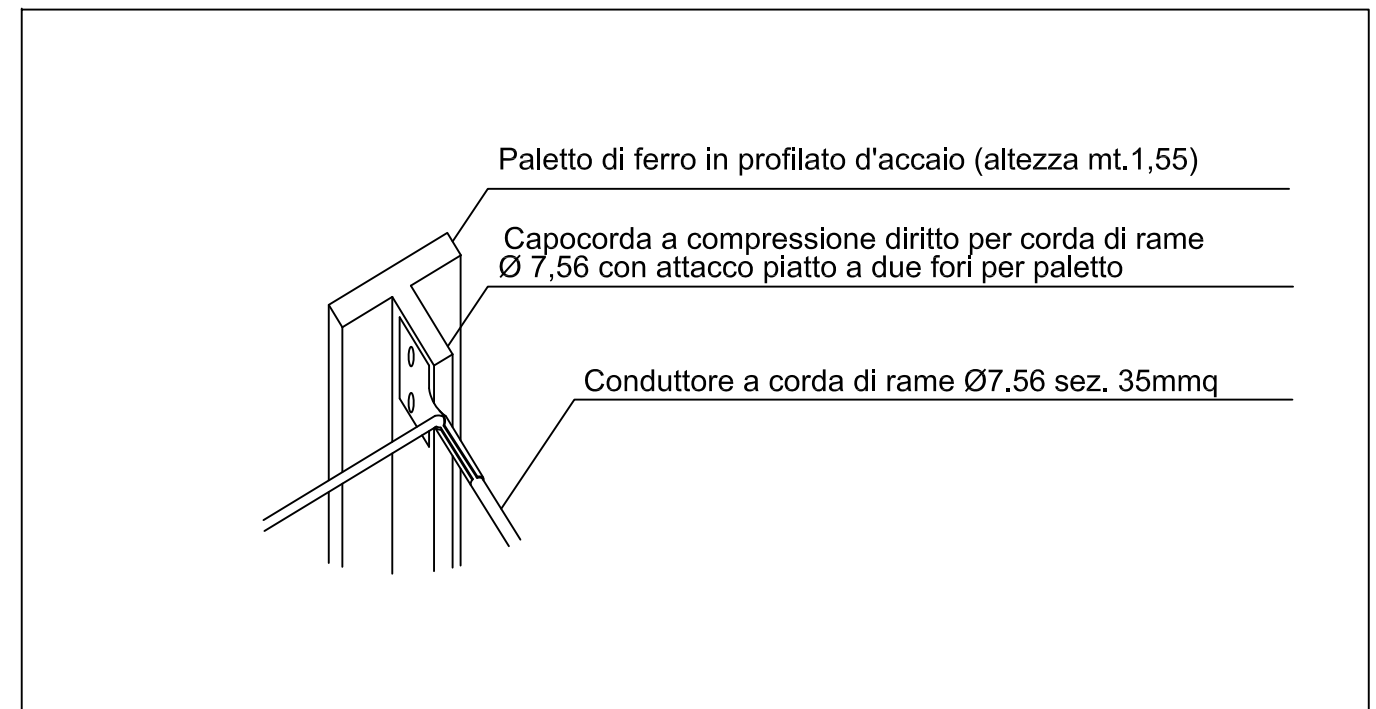 Paletto di ferro in profilato d'accaio (altezza mt.1,55)
Capocorda a compressione diritto per corda di rame
Ø 7,56 con attacco piatto a due fori per paletto
Conduttore a corda di rame Ø7.56 sez. 35mmq